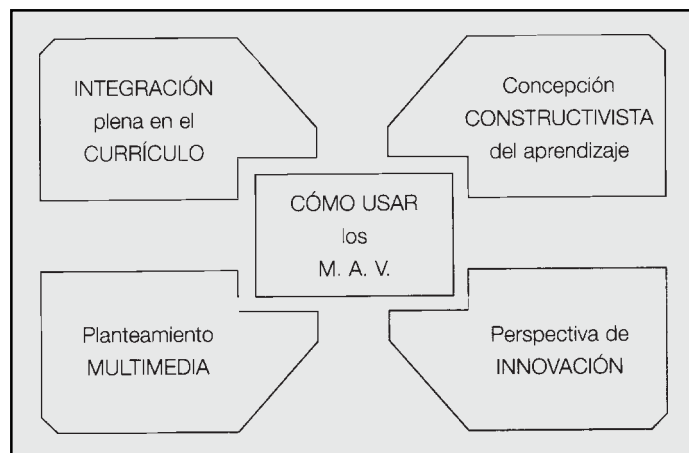 INTEGRACIÓN
plena en el
CURRÍCULO
Concepción
CONSTRUCTIVISTA
del aprendizaje
CÓMO USAR
los
M. A. V.
Planteamiento
MULTIMEDIA
Perspectiva de
INNOVACIÓN